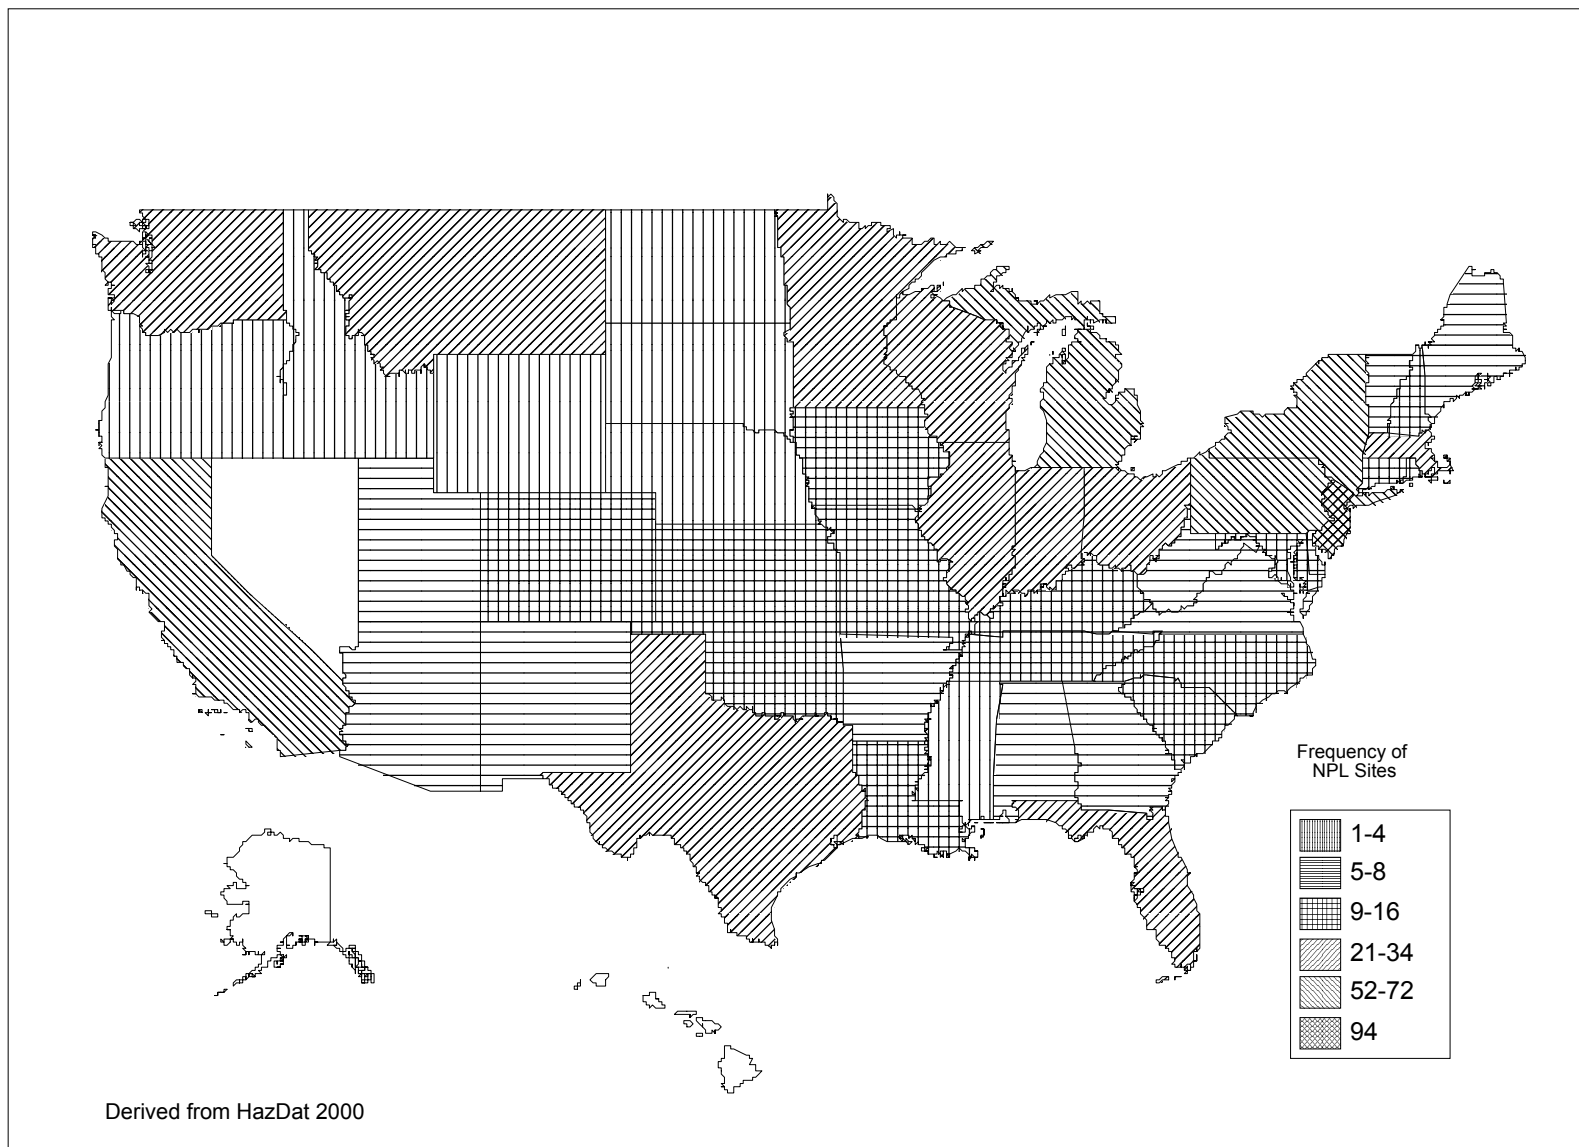 Frequency of
NPL Sites
1-4
5-8
9-16
21-34
52-72
94
Derived from HazDat 2000